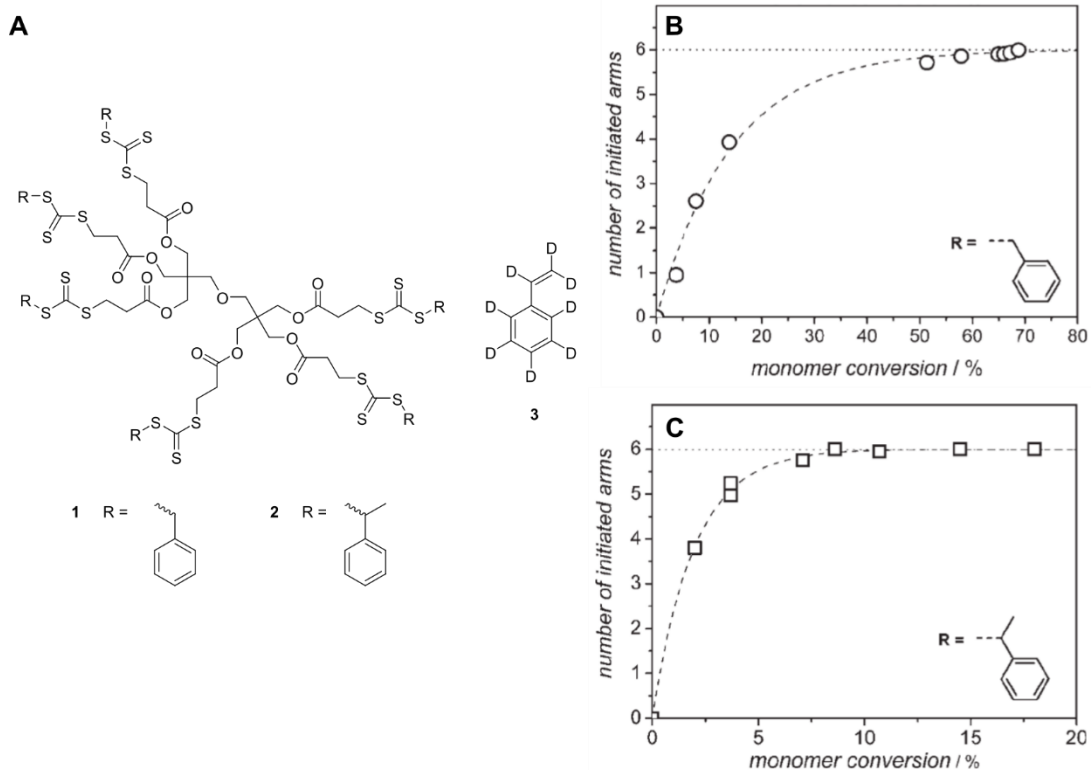 A
R
S S
S
R S S O
S O
O O
S S O O
R S S O O O S R
S O O S S
O O
O O
S S
R S S S R
S S
D
D D
D D
D D
D
3
1 R =
2 R =
B
number of initiated arms
6
5
4
3
2
1
0
R =
0 10 20 30 40 50 60 70 80
monomer conversion / %
C
number of initiated arms
6
5
4
3
2
1
0
R =
0 5 10 15 20
monomer conversion / %